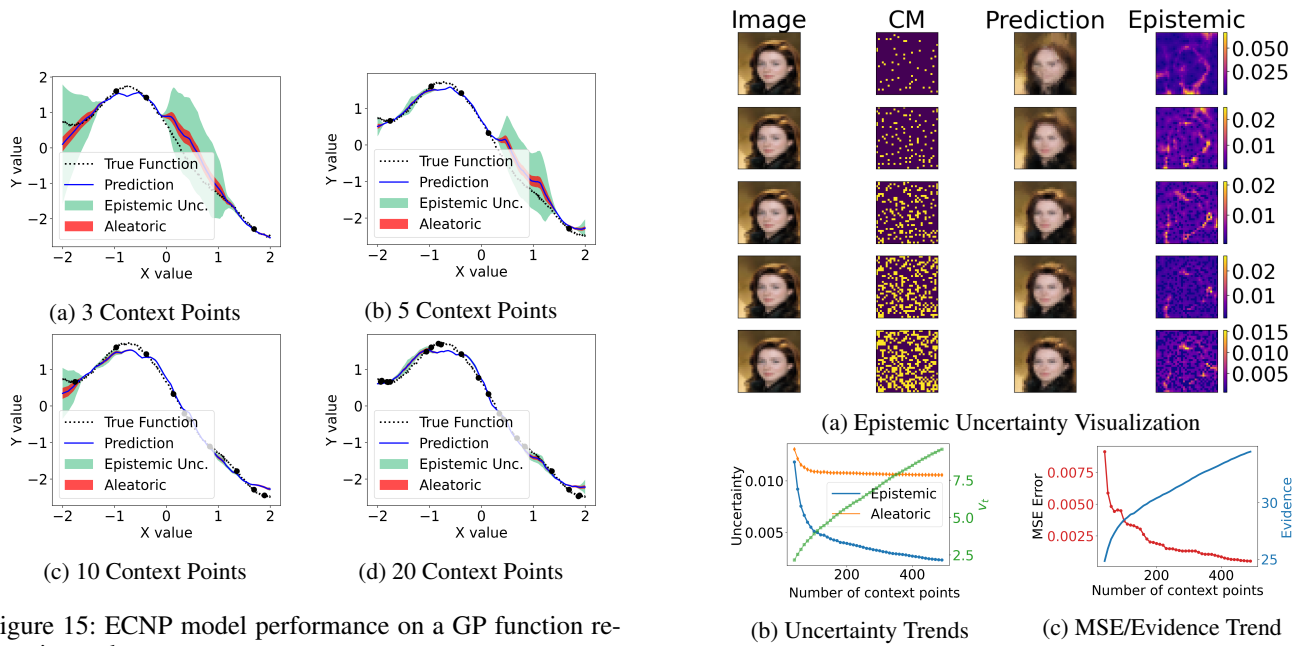 2
1
0
−1
−2
Y value
True Function
Prediction
Epistemic Unc.
Aleatoric
−2 −1 0 1 2
X value
(a) 3 Context Points
2
1
0
−1
−2
Y value
True Function
Prediction
Epistemic Unc.
Aleatoric
−2 −1 0 1 2
X value
(b) 5 Context Points
1
0
−1
−2
Y value
True Function
Prediction
Epistemic Unc.
Aleatoric
−2 −1 0 1 2
X value
(c) 10 Context Points
1
0
−1
−2
Y value
True Function
Prediction
Epistemic Unc.
Aleatoric
−2 −1 0 1 2
X value
(d) 20 Context Points
igure 15: ECNP model performance on a GP function re-
Image CM Prediction Epistemic
0.050
0.025
0.02
0.01
0.02
0.01
0.02
0.01
0.015
0.010
0.005
(a) Epistemic Uncertainty Visualization
0.010
0.005
Uncertainty
Epistemic
Aleatoric
7.5
5.0
2.5
v_t
200 400
Number of context points
(b) Uncertainty Trends
0.0075
0.0050
0.0025
MSE Error
30
25
Evidence
200 400
Number of context points
(c) MSE/Evidence Trend